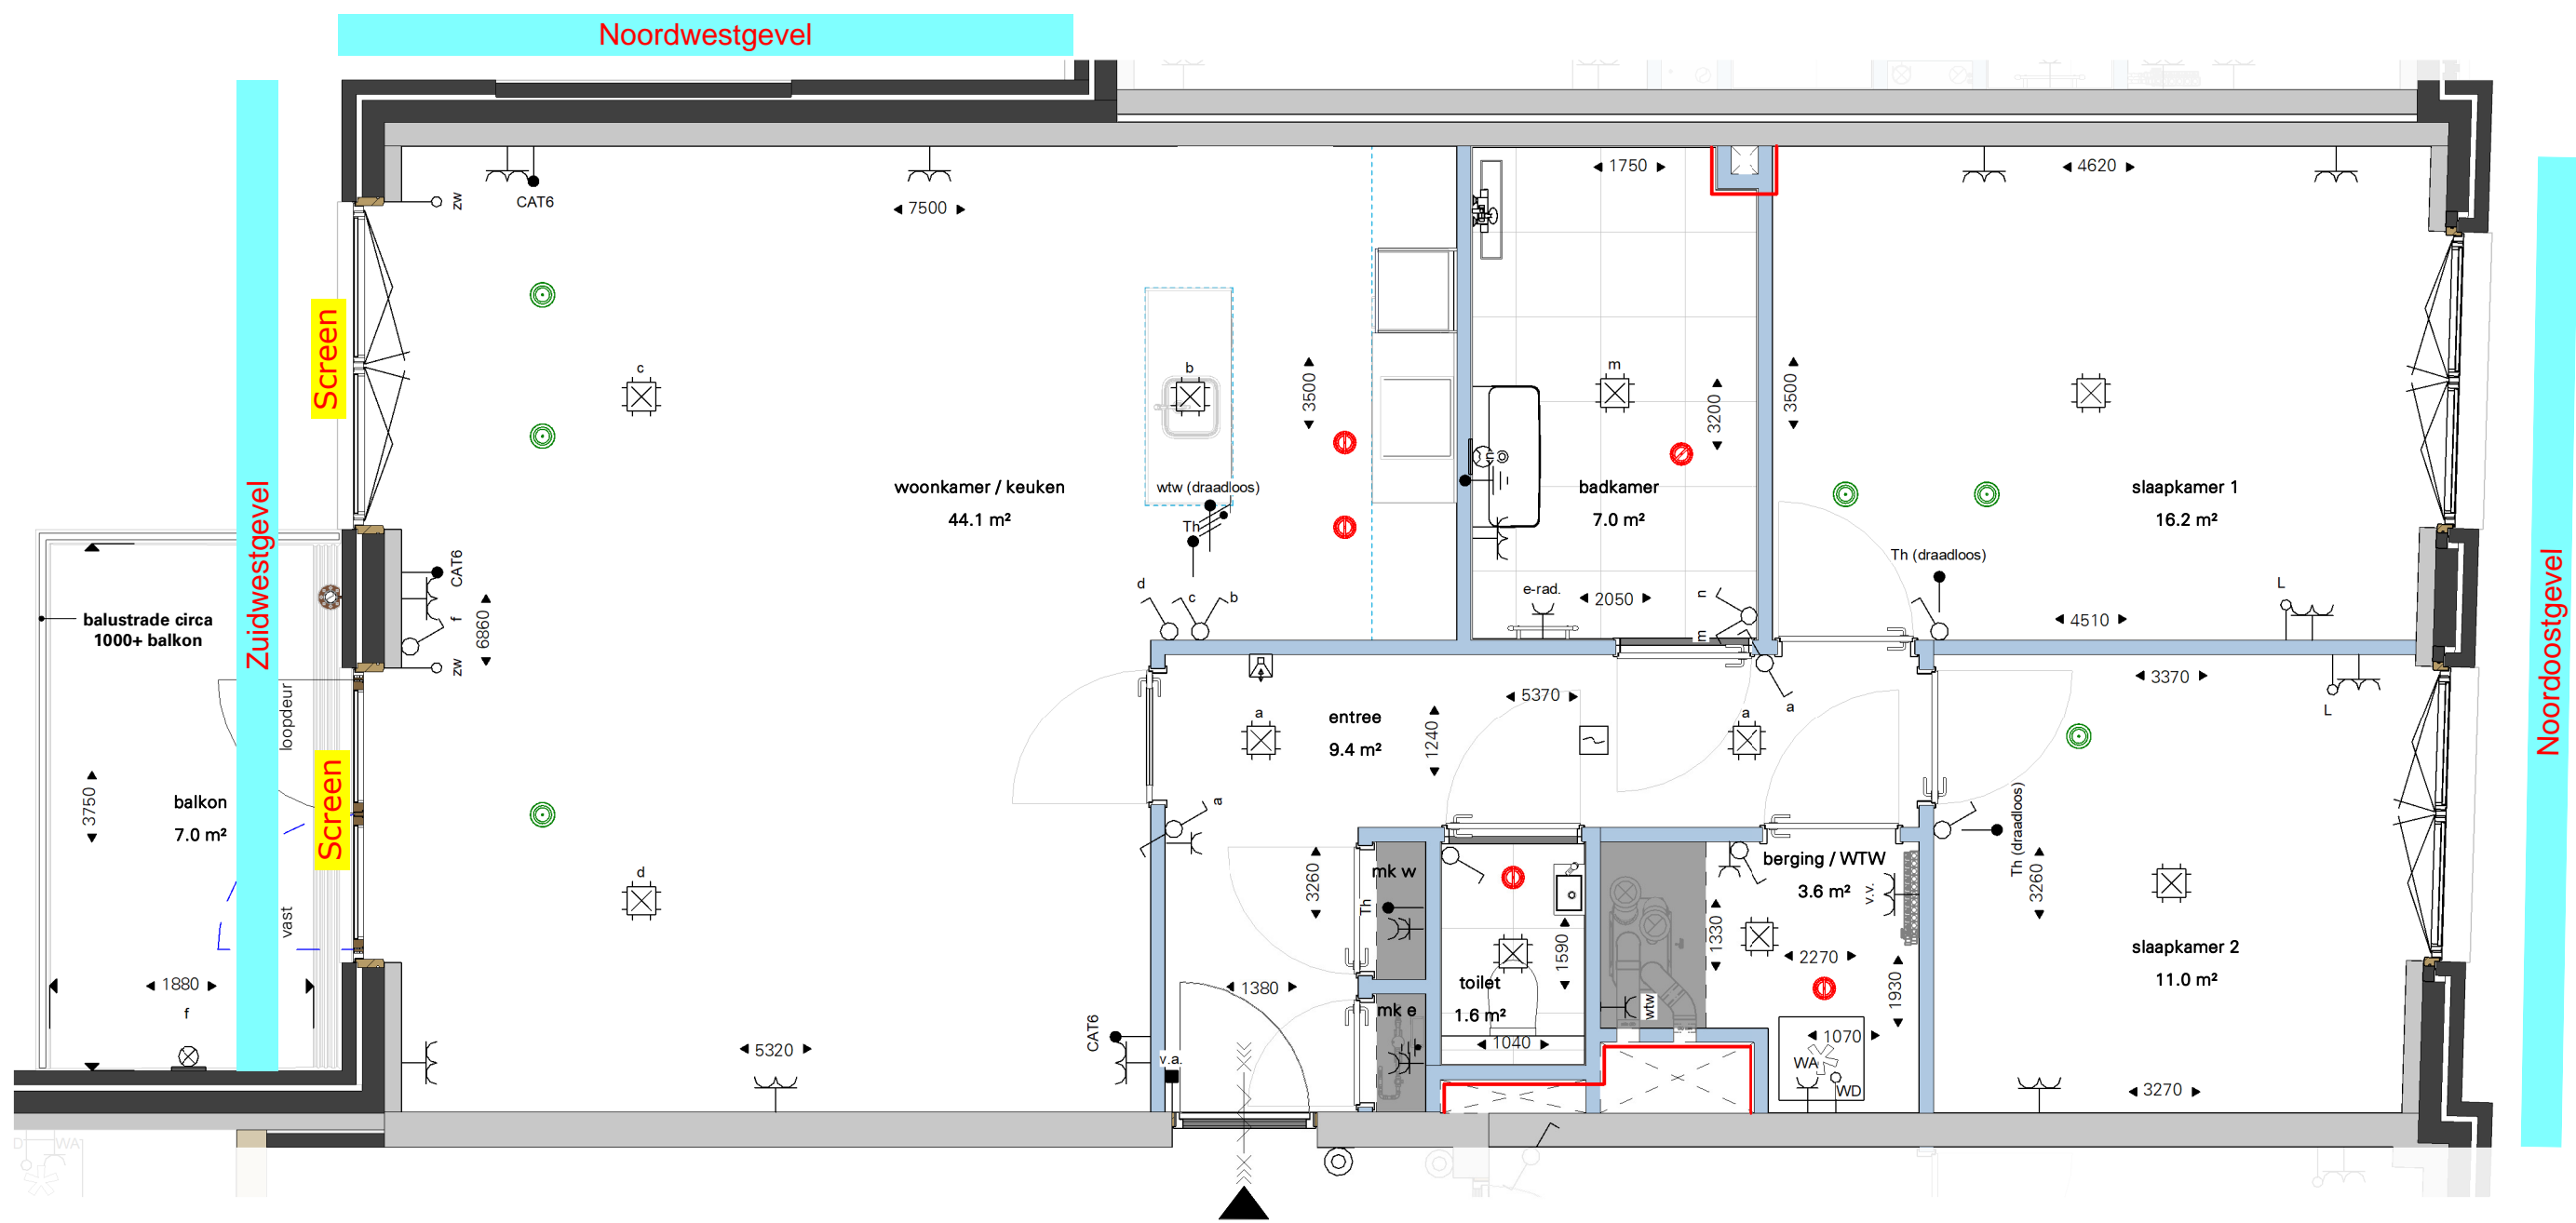 Noordwestgevel
Zuidwestgevel
Noordoostgevel
Screen
Screen
zw
CAT6
7500
1750
4620
c
b
m
3500
3200
3500
woonkamer / keuken
44.1 m²
wtw (draadloos)
Th
badkamer
7.0 m²
n
slaapkamer 1
16.2 m²
Th (draadloos)
CAT6
f
zw
6860
d
c
b
e-rad.
2050
n
m
L
4510
balustrade circa
1000+ balkon
loopdeur
vast
balkon
7.0 m²
3750
1880
f
a
entree
9.4 m²
1240
5370
a
a
3370
L
a
d
3260
mk w
Th
mk e
1380
toilet
1.6 m²
1590
1040
berging / WTW
3.6 m²
v.v.
1330
2270
1930
wtw
1070
WA
WD
Th (draadloos)
3260
slaapkamer 2
11.0 m²
3270
CAT6
v.a.
5320
D
WA